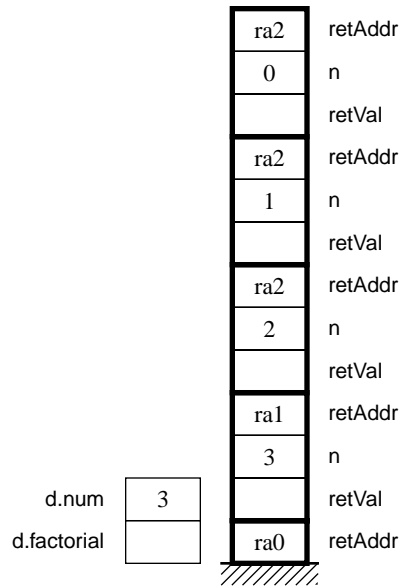 ra2 retAddr
0 n
retVal
ra2 retAddr
1 n
retVal
ra2 retAddr
2 n
retVal
ra1 retAddr
3 n
d.num 3 retVal
d.factorial ra0 retAddr